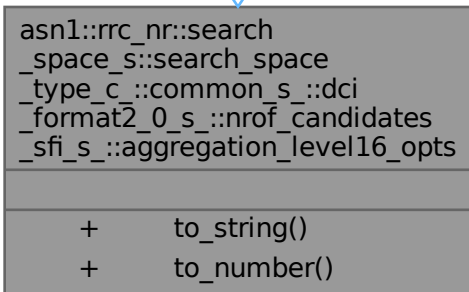 asn1::rrc_nr::search
_space_s::search_space
_type_c_::common_s_::dci
_format2_0_s_::nrof_candidates
_sfi_s_::aggregation_level16_opts
+ to_string()
+ to_number()